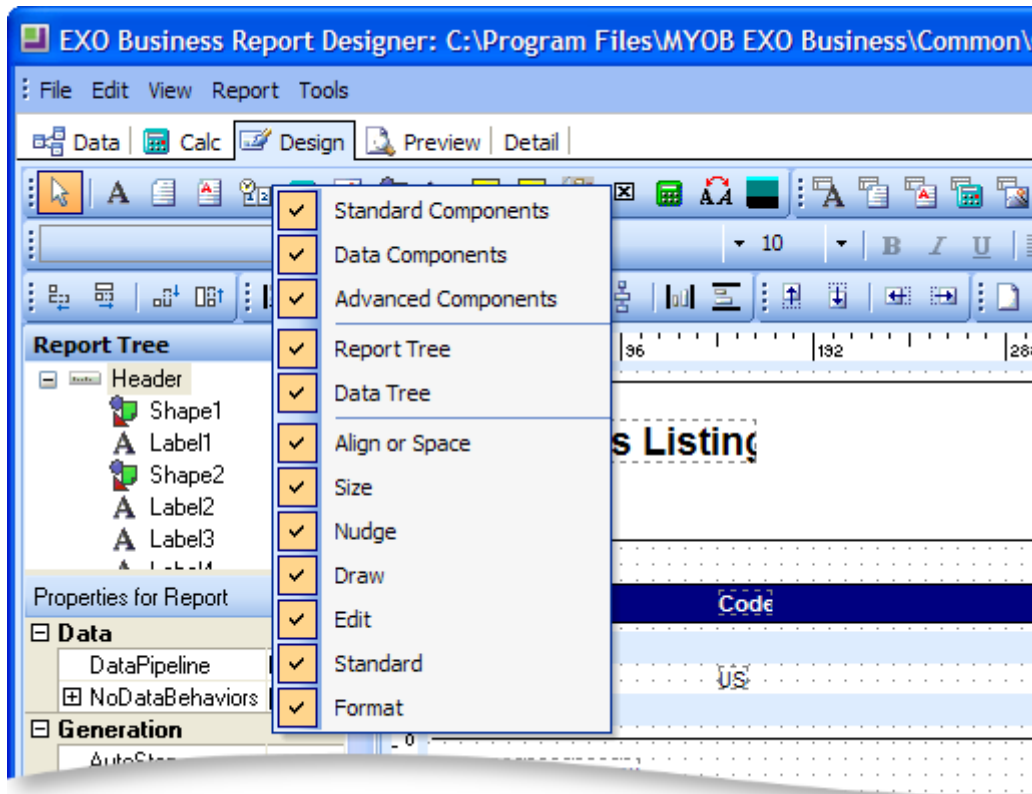 EXO Business Report Designer: C:\Program Files\MYOB EXO Business\Common\
File Edit View Report Tools
Data Calc Design Preview Detail
Standard Components
Data Components
10 B I U
Advanced Components
Report Tree
96 192 288
Header
Report Tree
Shape1
Data Tree
Label1
s Listing
Align or Space
Shape2
Size
Label2
Nudge
Label3
Draw
Label4
Properties for Report
Code
Edit
Data
DataPipeline
Standard
US
NoDataBehaviors
Format
Generation
0